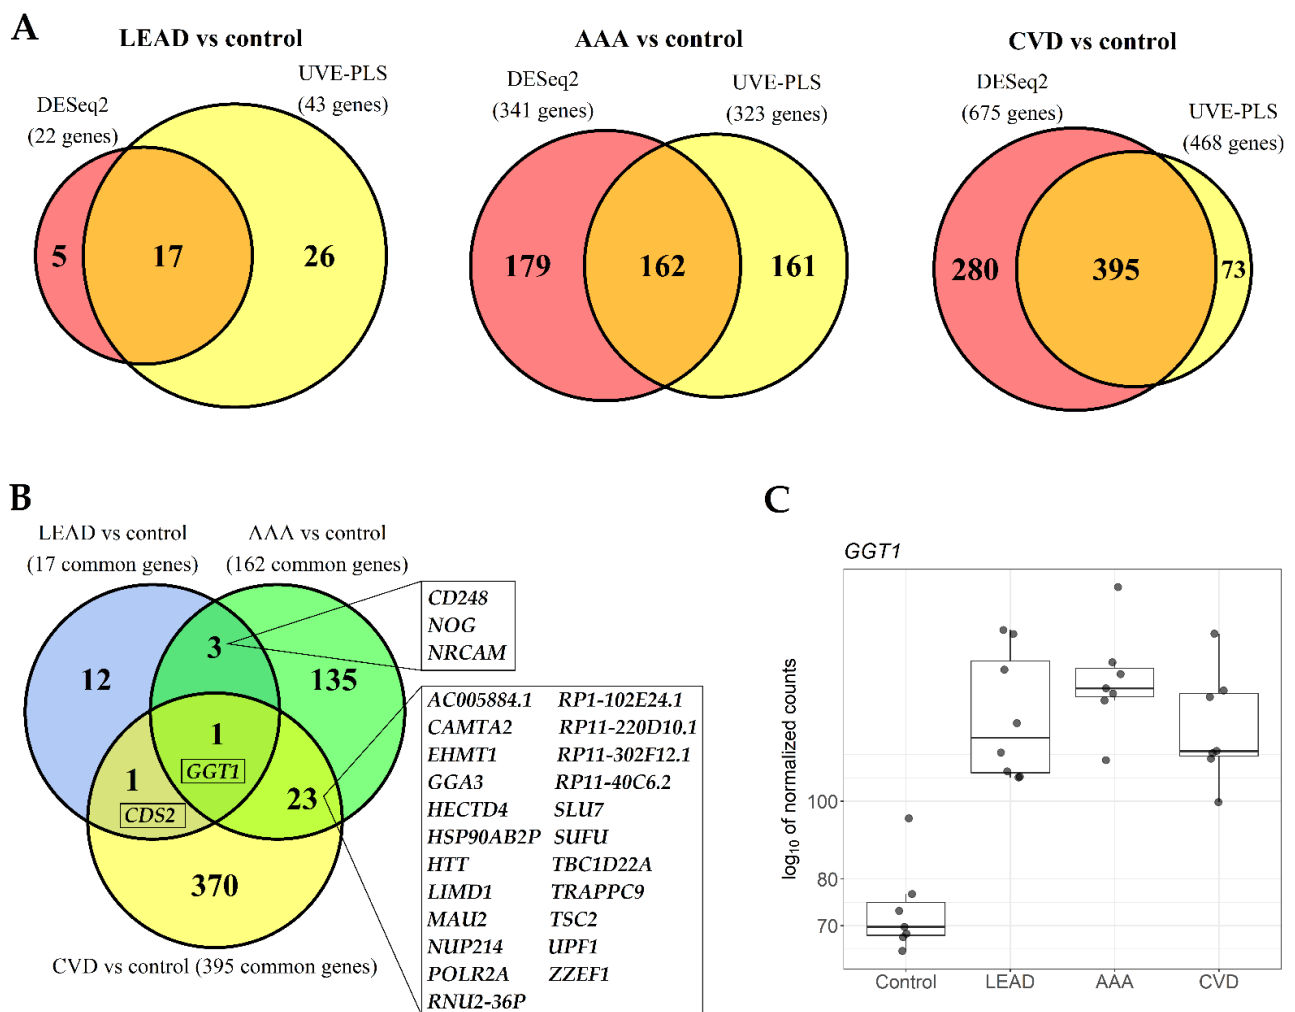 A
LEAD vs control
AAA vs control
CVD vs control
DESeq2
(22 genes)
UVE-PLS
(43 genes)
5
17
26
DESeq2
(341 genes)
UVE-PLS
(323 genes)
179
162
161
DESeq2
(675 genes)
UVE-PLS
(468 genes)
280
395
73
B
LEAD vs control
(17 common genes)
AAA vs control
(162 common genes)
12
3
135
1
GGT1
1
CDS2
23
370
CVD vs control (395 common genes)
CD248
NOG
NRCAM
AC005884.1 RP1-102E24.1
CAMTA2 RP11-220D10.1
EHMT1 RP11-302F12.1
GGA3 RP11-40C6.2
HECTD4 SLU7
HSP90AB2P SUFU
HTT TBC1D22A
LIMD1 TRAPPC9
MAU2 TSC2
NUP214 UPF1
POLR2A ZZEF1
RNU2-36P
C
GGT1
log10 of normalized counts
100
80
70
Control LEAD AAA CVD